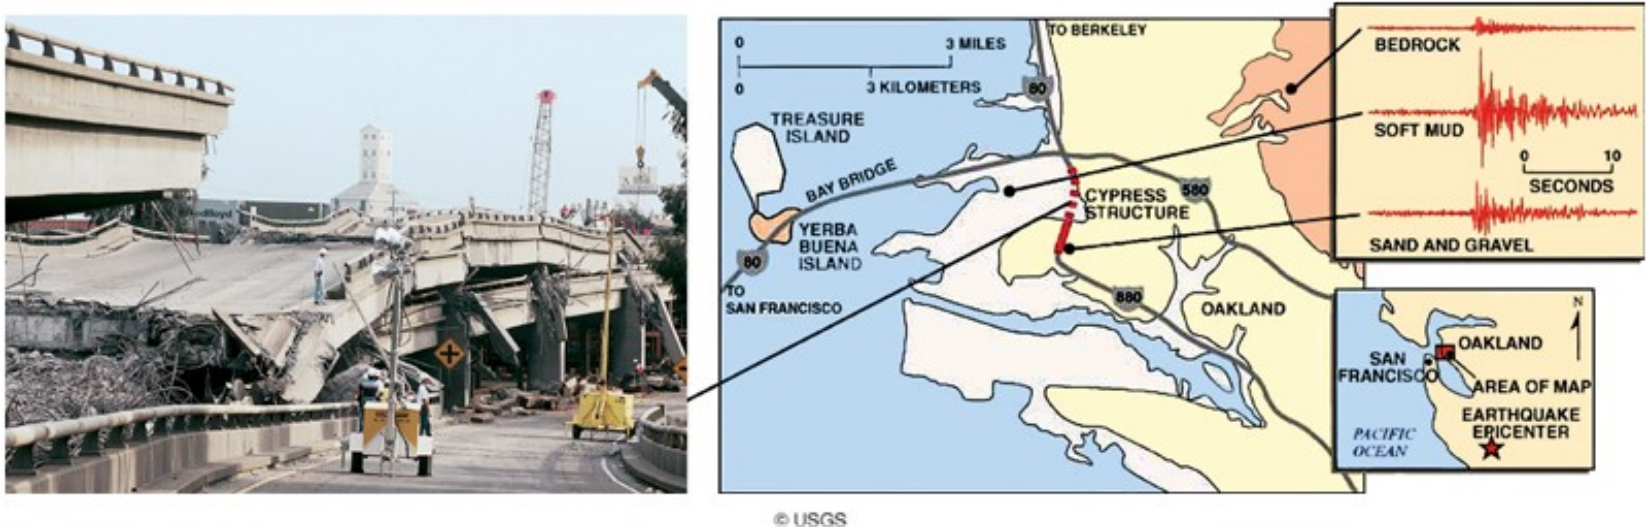 0
3 MILES
0
3 KILOMETERS
TO BERKELEY
80
TREASURE
ISLAND
BAY BRIDGE
580
CYPRESS
STRUCTURE
YERBA
BUENA
ISLAND
80
TO
SAN FRANCISCO
880
OAKLAND
BEDROCK
SOFT MUD
0 10
SECONDS
SAND AND GRAVEL
N
OAKLAND
SAN
FRANCISCO
AREA OF MAP
EARTHQUAKE
EPICENTER
PACIFIC
OCEAN
© USGS